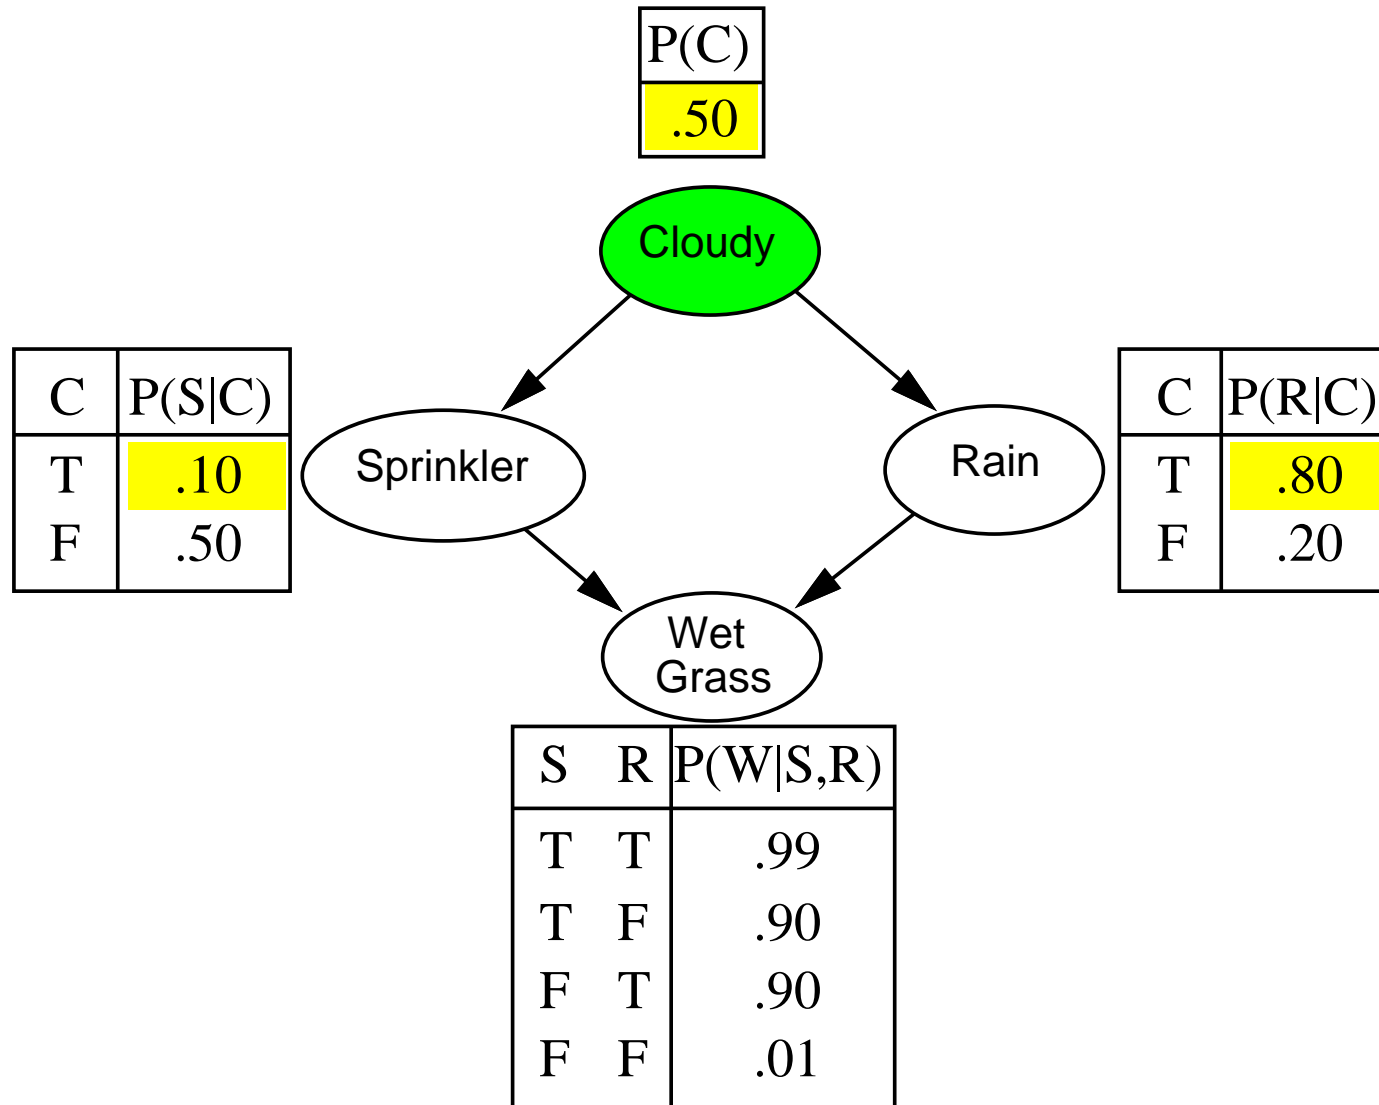 P(C)
.50
Cloudy
C P(S|C)
T .10
F .50
Sprinkler
Rain
C P(R|C)
T .80
F .20
Wet
Grass
S R P(W|S,R)
T T .99
T F .90
F T .90
F F .01